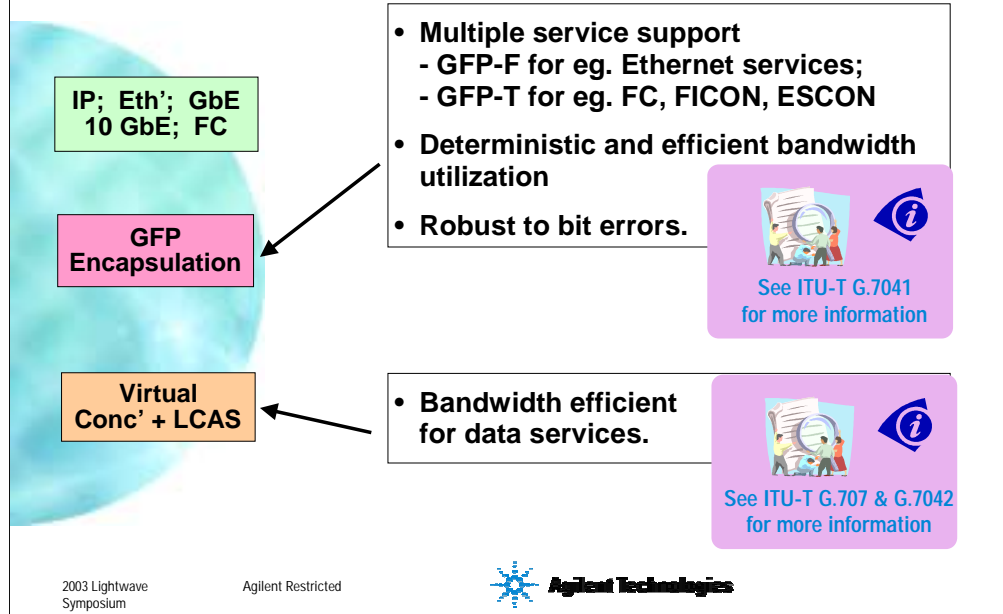 • Multiple service support
- GFP-F for eg. Ethernet services;
- GFP-T for eg. FC, FICON, ESCON
• Deterministic and efficient bandwidth
utilization
• Robust to bit errors.
i
See ITU-T G.7041
for more information
IP; Eth’; GbE
10 GbE; FC
GFP
Encapsulation
Virtual
Conc’ + LCAS
• Bandwidth efficient
for data services.
i
See ITU-T G.707 & G.7042
for more information
2003 Lightwave
Symposium
Agilent Restricted
Agilent Technologies